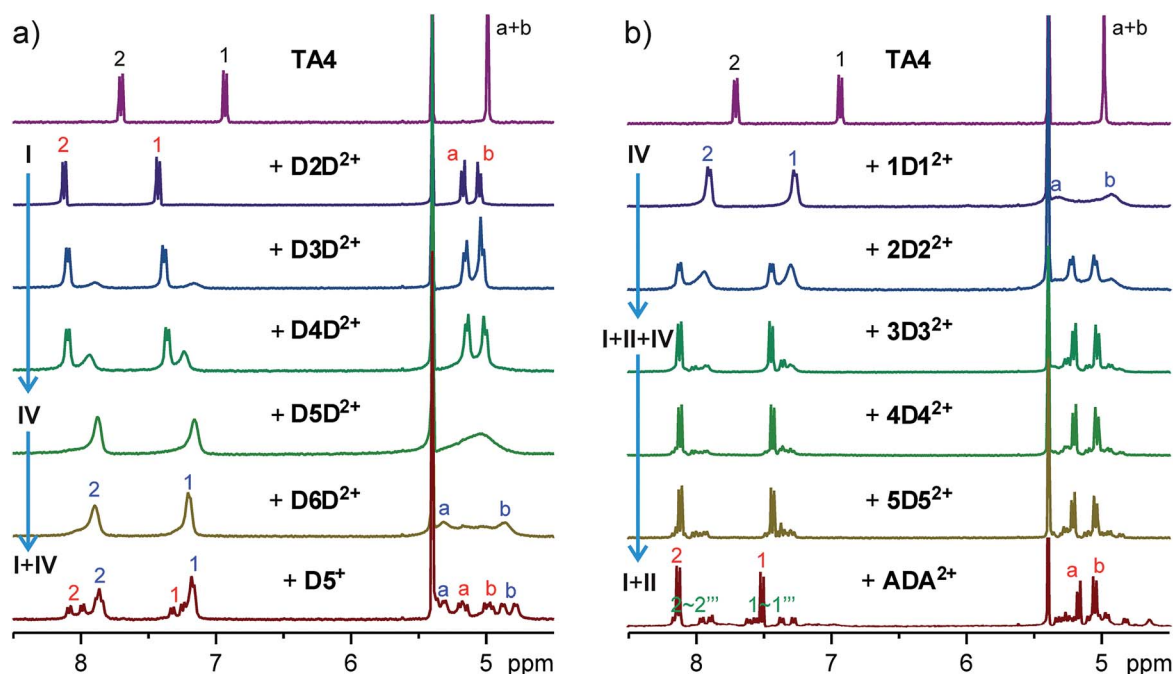 a)
2
1
TA4
a+b
I
2
1
+ D2D²⁺
a
b
+ D3D²⁺
+ D4D²⁺
IV
+ D5D²⁺
2
1
+ D6D²⁺
a
b
I+IV
2
2
1
1
+ D5⁺
a
a
b
b
8
7
6
5
ppm
b)
2
1
TA4
a+b
IV
2
1
+ 1D1²⁺
a
b
+ 2D2²⁺
I+II+IV
+ 3D3²⁺
+ 4D4²⁺
+ 5D5²⁺
I+II
2
2~2'''
1
1~1'''
+ ADA²⁺
a
b
8
7
6
5
ppm